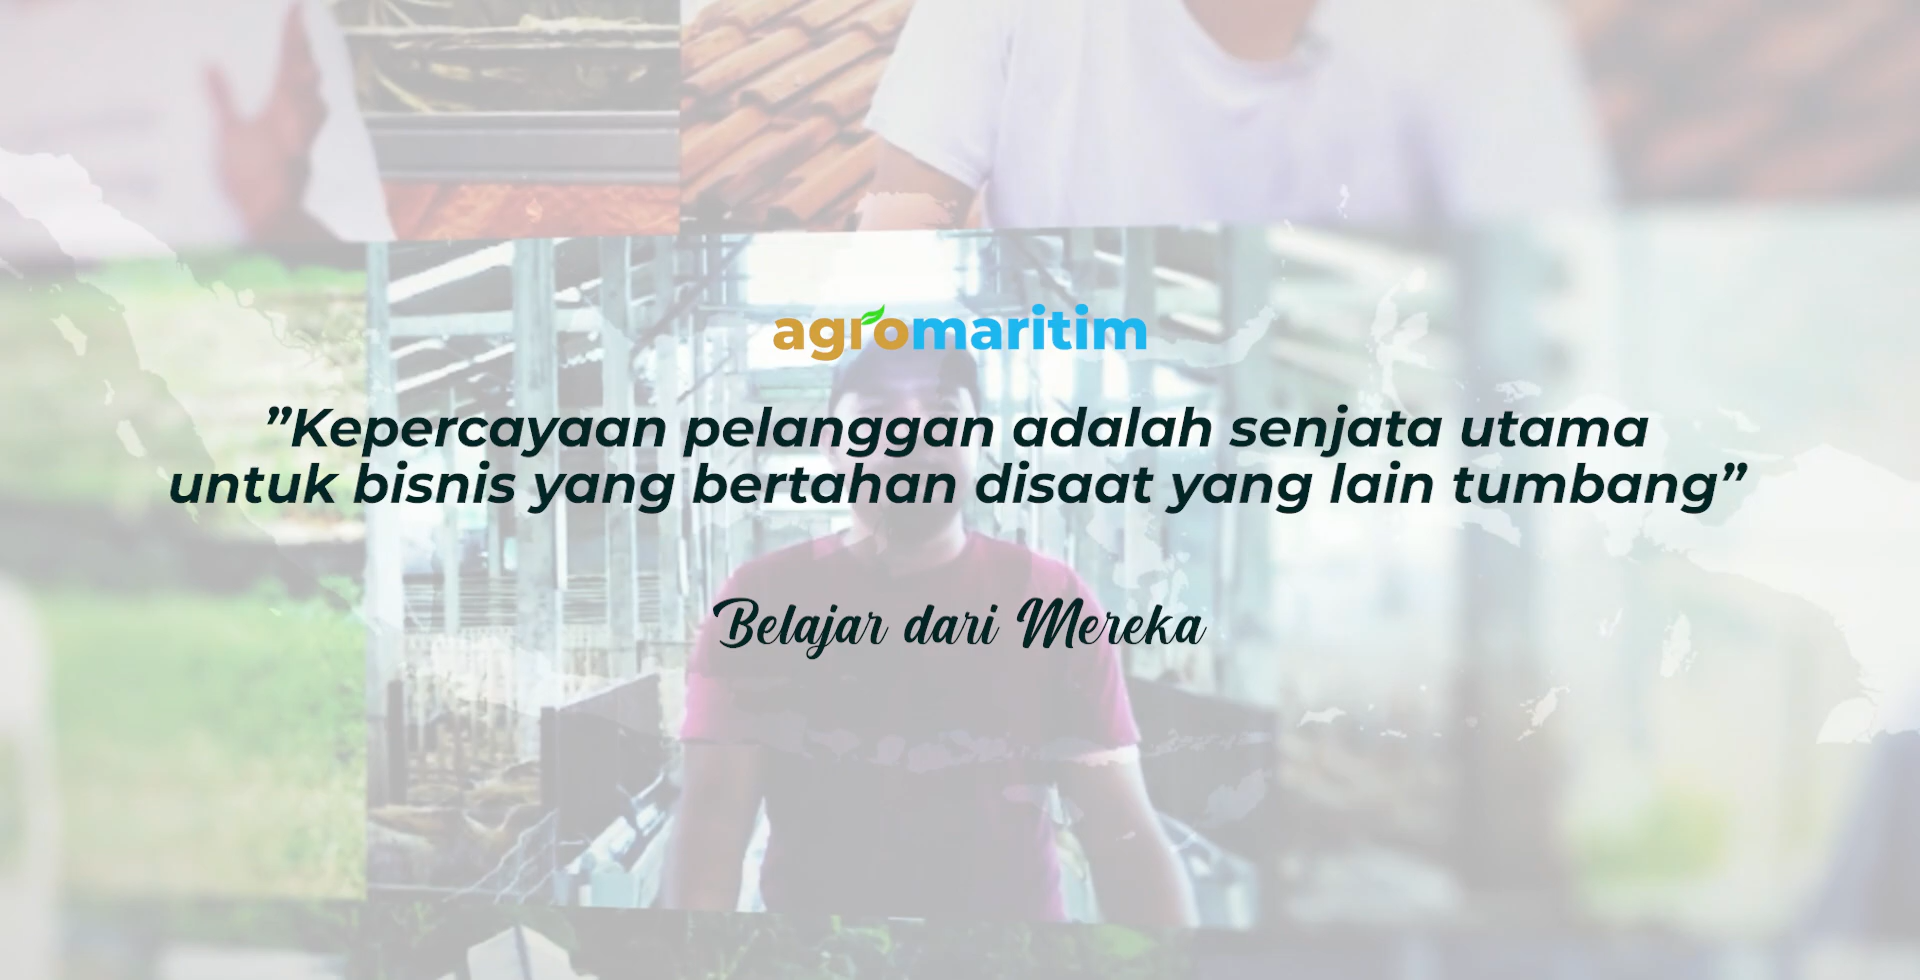 agromaritim
”Kepercayaan pelanggan adalah senjata utama
untuk bisnis yang bertahan disaat yang lain tumbang”
Belajar dari Mereka